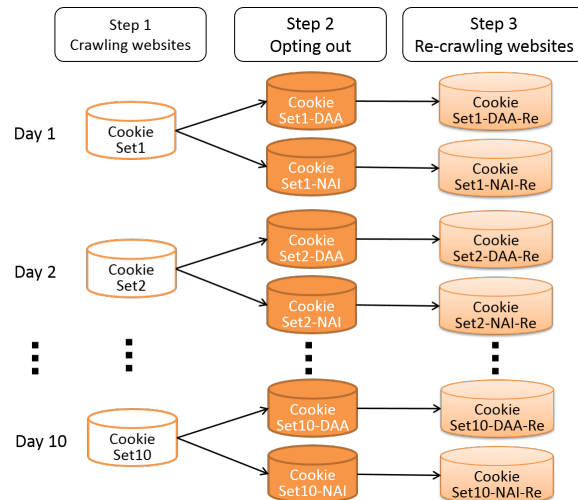 Step 1
Crawling websites
Step 2
Opting out
Step 3
Re-crawling websites
Day 1
Cookie
Set1
Cookie
Set1-DAA
Cookie
Set1-DAA-Re
Cookie
Set1-NAI
Cookie
Set1-NAI-Re
Day 2
Cookie
Set2
Cookie
Set2-DAA
Cookie
Set2-DAA-Re
Cookie
Set2-NAI
Cookie
Set2-NAI-Re
Day 10
Cookie
Set10
Cookie
Set10-DAA
Cookie
Set10-DAA-Re
Cookie
Set10-NAI
Cookie
Set10-NAI-Re